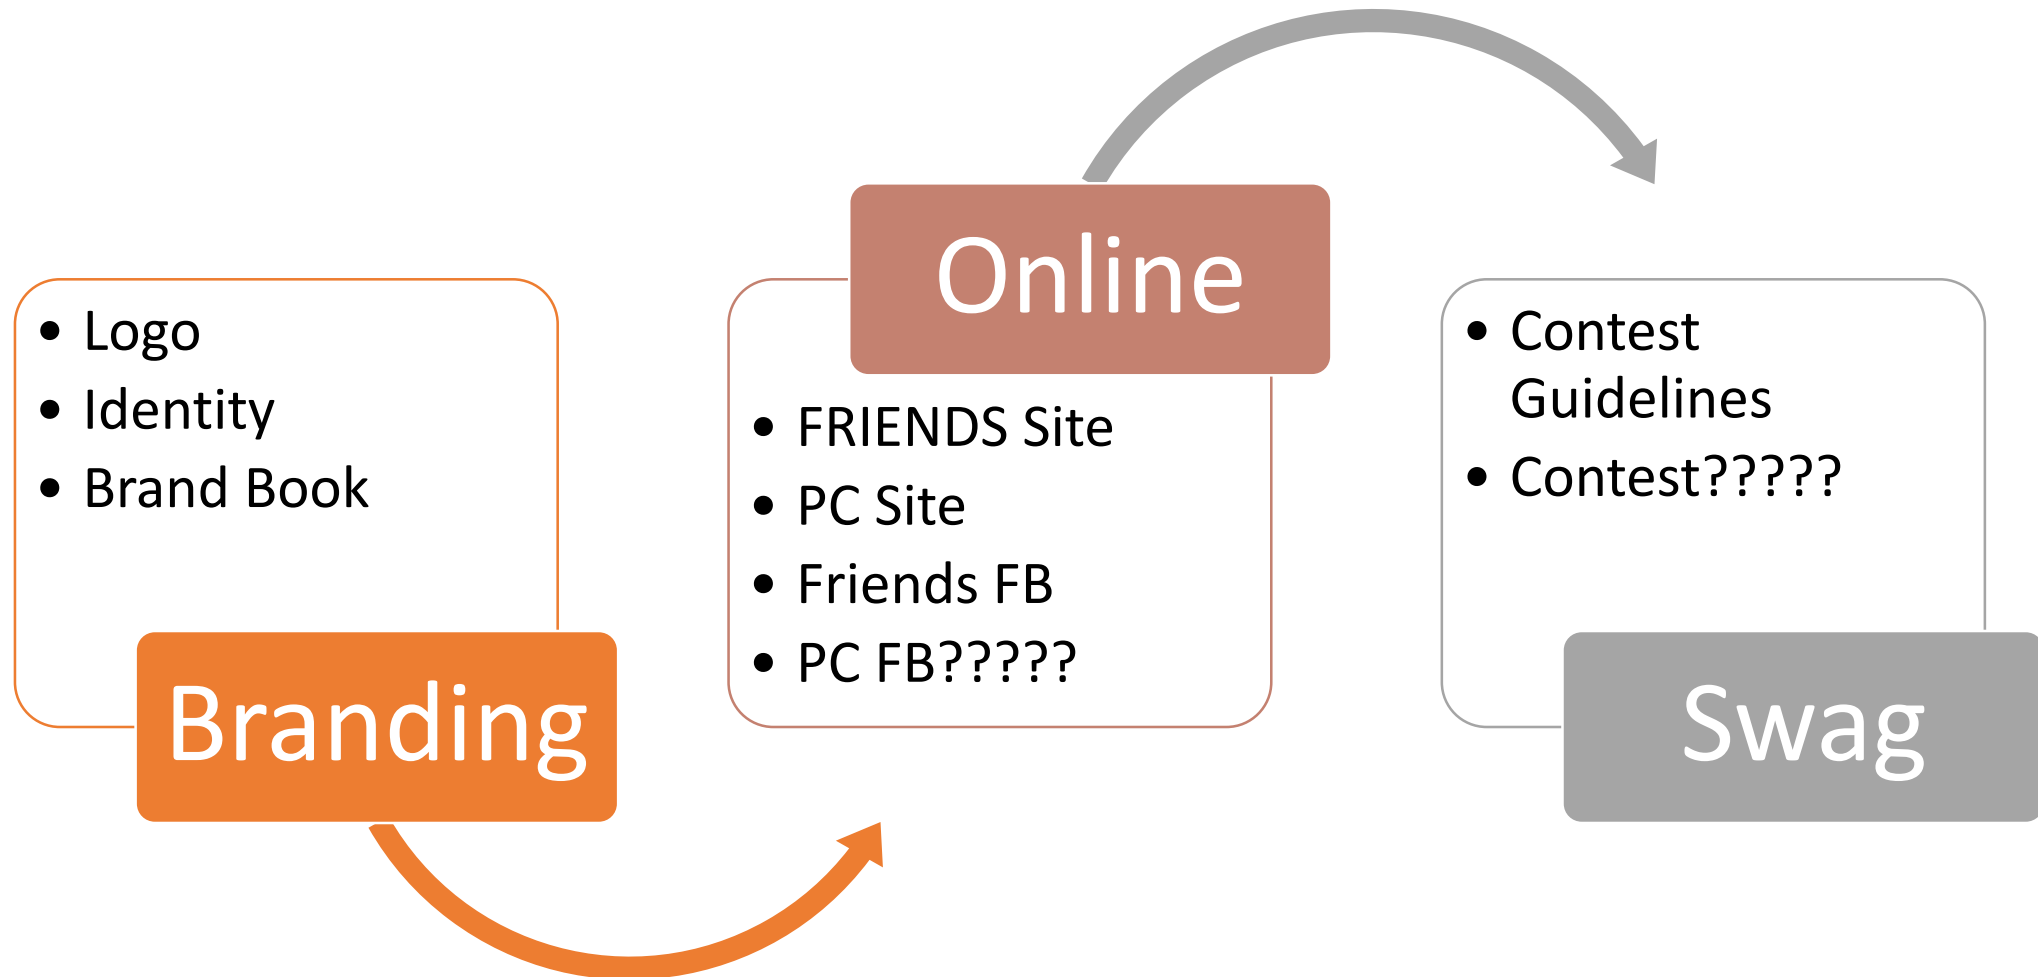 • Logo
• Identity
• Brand Book
Branding
Online
• FRIENDS Site
• PC Site
• Friends FB
• PC FB?????
• Contest
Guidelines
• Contest?????
Swag